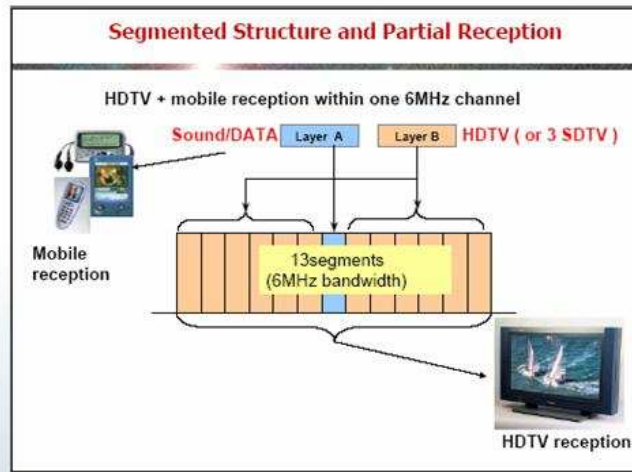 Segmented Structure and Partial Reception
HDTV + mobile reception within one 6MHz channel
Sound/DATA Layer A Layer B HDTV ( or 3 SDTV )
Mobile
reception
13segments
(6MHz bandwidth)
HDTV reception